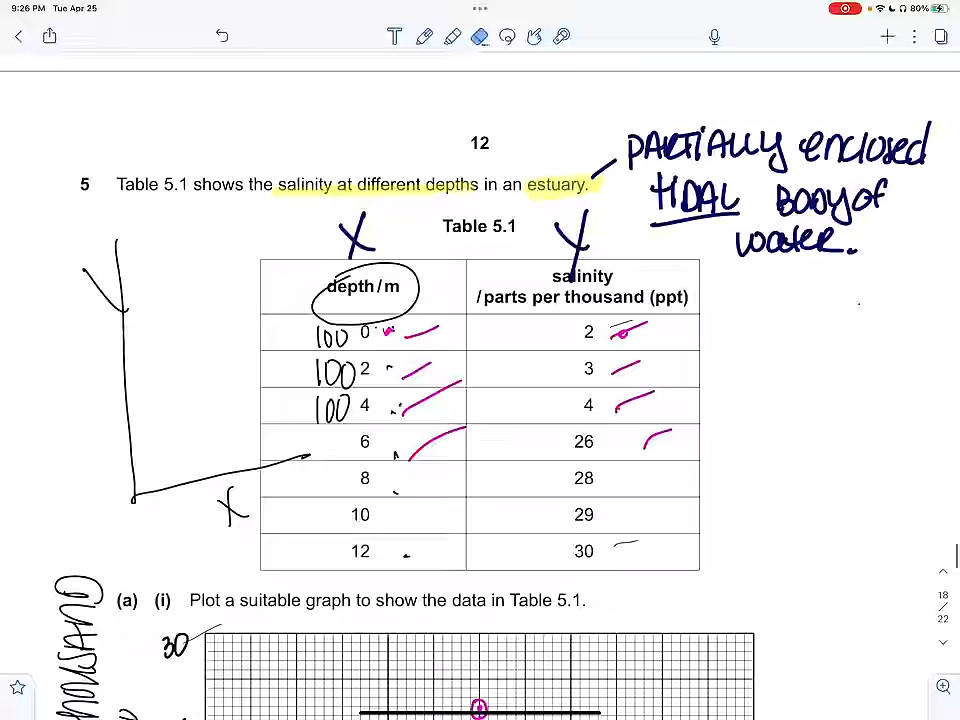 9:26 PM Tue Apr 25
80%
12
PARTiALLY enclosed
TiDAL BODY of
water.
5 Table 5.1 shows the salinity at different depths in an estuary.
Table 5.1
X Y
Y
depth / m salinity / parts per thousand (ppt)
100 0 2
100 2 3
100 4 4
6 26
8 28
10 29
12 30
X
(a) (i) Plot a suitable graph to show the data in Table 5.1.
30
18
/
22